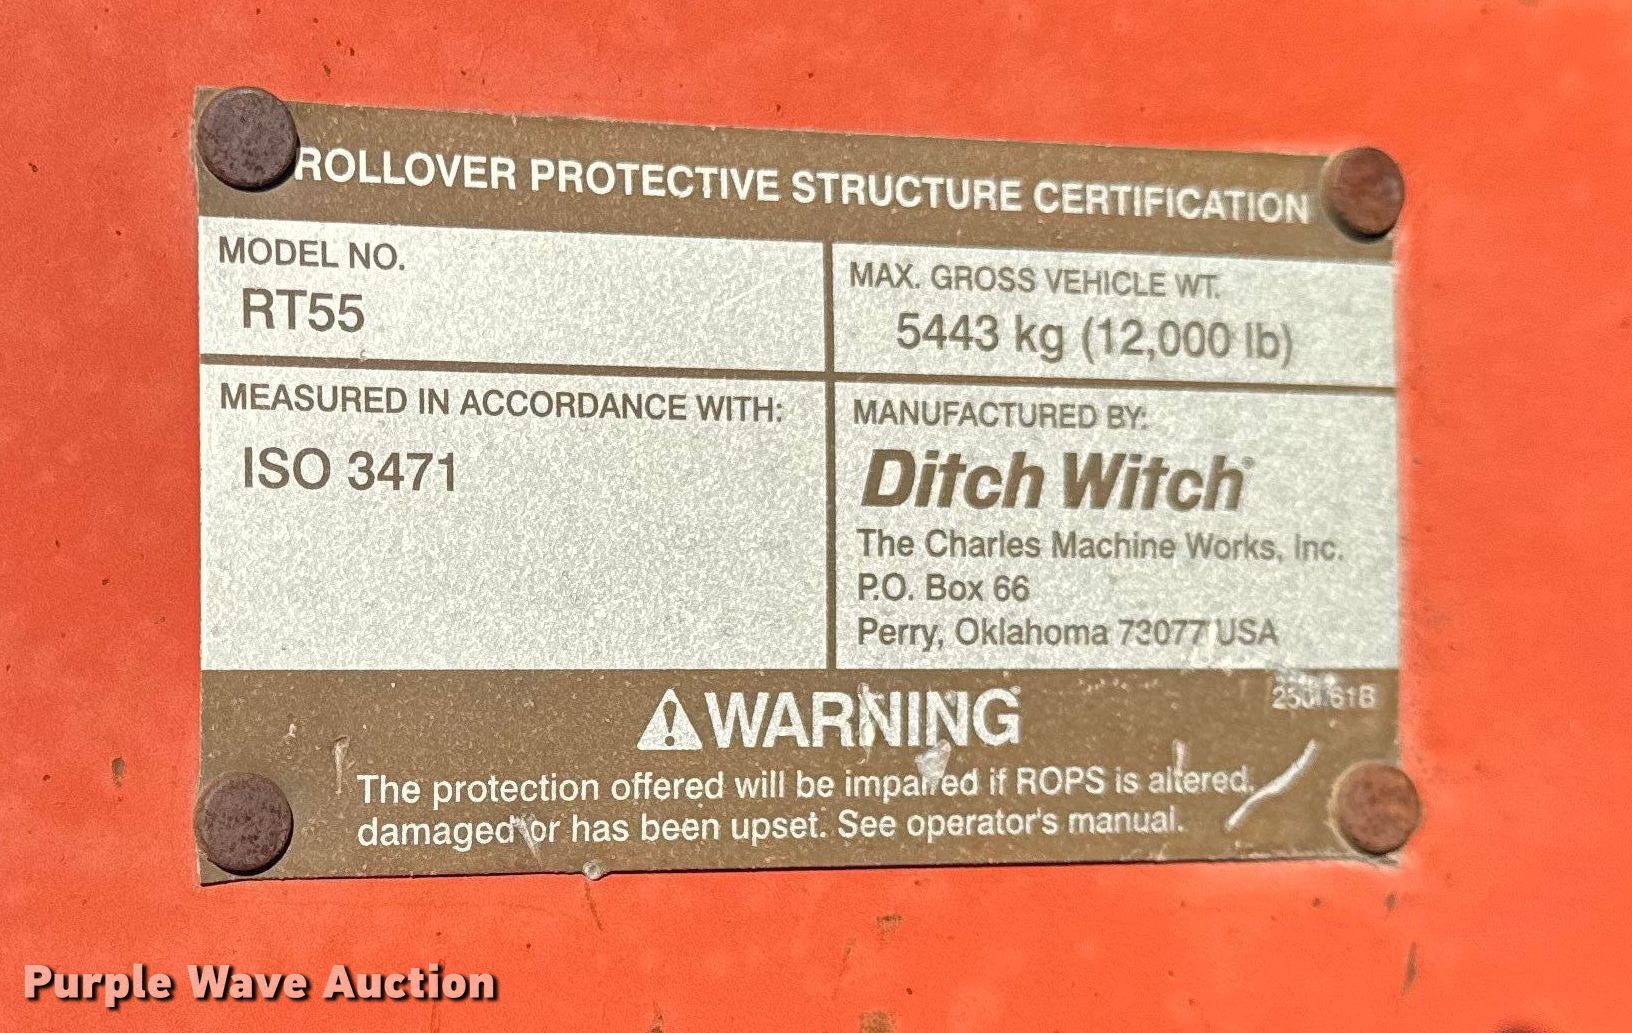 ROLLOVER PROTECTIVE STRUCTURE CERTIFICATION
MODEL NO.
RT55
MAX. GROSS VEHICLE WT.
5443 kg (12,000 lb)
MEASURED IN ACCORDANCE WITH:
ISO 3471
MANUFACTURED BY:
Ditch Witch®
The Charles Machine Works, Inc.
P.O. Box 66
Perry, Oklahoma 73077 USA
⚠WARNING
The protection offered will be impaired if ROPS is altered,
damaged or has been upset. See operator's manual.
Purple Wave Auction